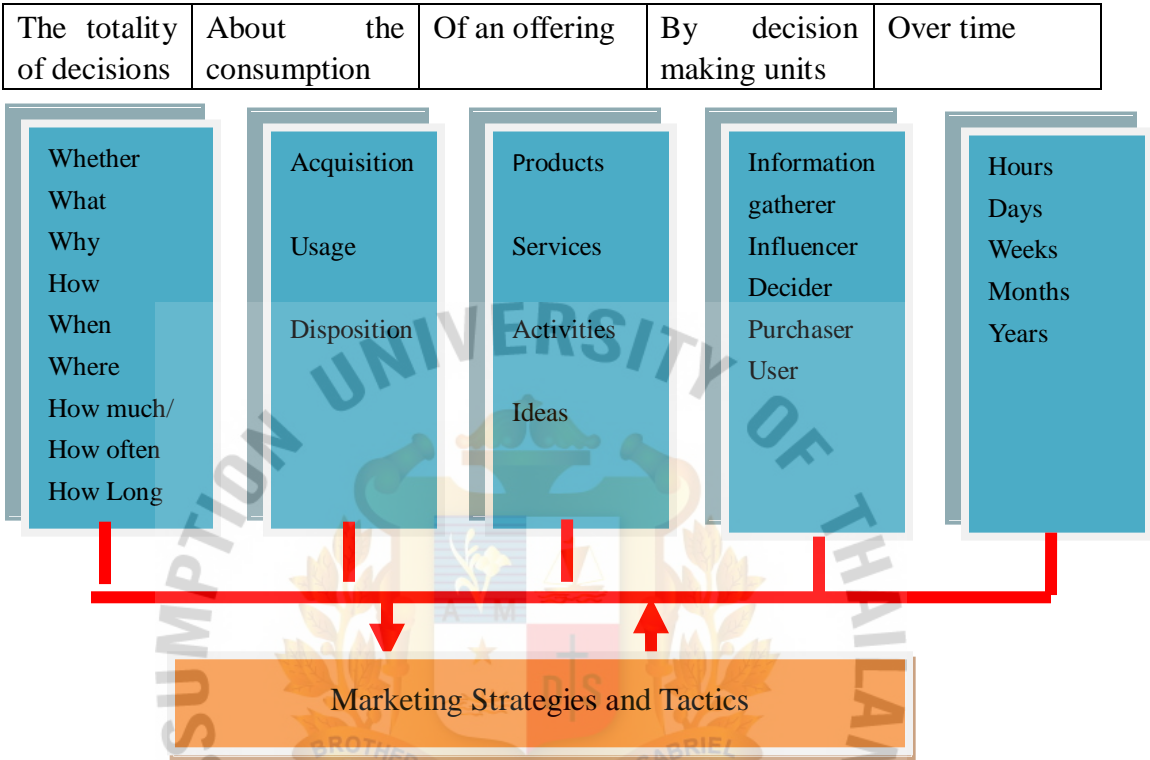 The totality of decisions
About the consumption
Of an offering
By decision making units
Over time
Whether
What
Why
How
When
Where
How much/
How often
How Long
Acquisition
Usage
Disposition
Products
Services
Activities
Ideas
Information
gatherer
Influencer
Decider
Purchaser
User
Hours
Days
Weeks
Months
Years
Marketing Strategies and Tactics
UNIVERSITY OF
A M
D S